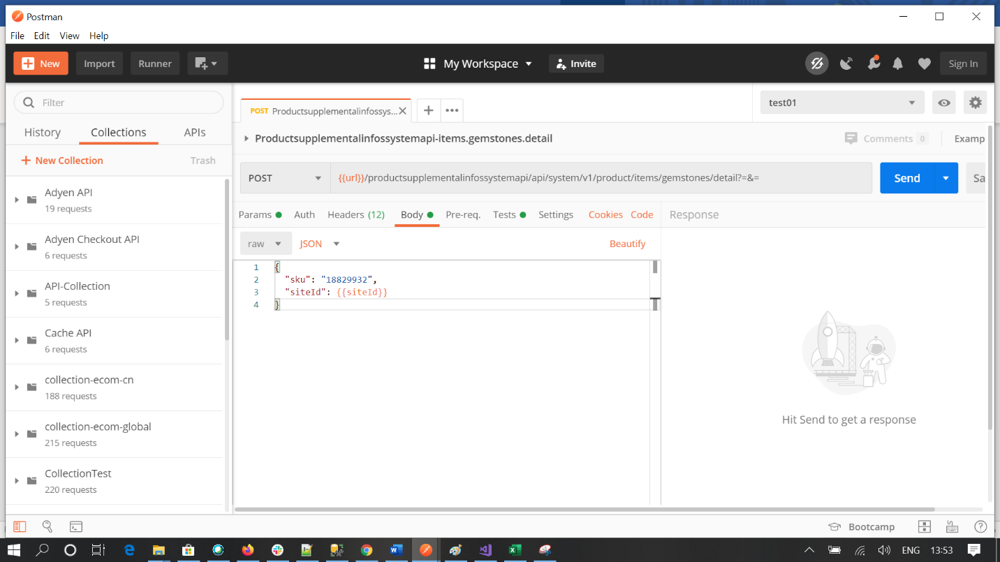 Postman
File Edit View Help
New Import Runner My Workspace Invite Sign In
Filter
History Collections APIs
New Collection Trash
Adyen API
19 requests
Adyen Checkout API
6 requests
API-Collection
5 requests
Cache API
6 requests
collection-ecom-cn
188 requests
collection-ecom-global
215 requests
CollectionTest
220 requests
POST Productsupplementalinfossys...
test01
Productsupplementalinfossystemapi-items.gemstones.detail
Comments 0 Examp
POST {{url}}/productsupplementalinfossystemapi/api/system/v1/product/items/gemstones/detail?=&= Send Sa
Params Auth Headers (12) Body Pre-req. Tests Settings Cookies Code
raw JSON Beautify
1 {
2 "sku": "18829932",
3 "siteId": {{siteId}}
4 }
Response
Hit Send to get a response
Bootcamp
ENG 13:53